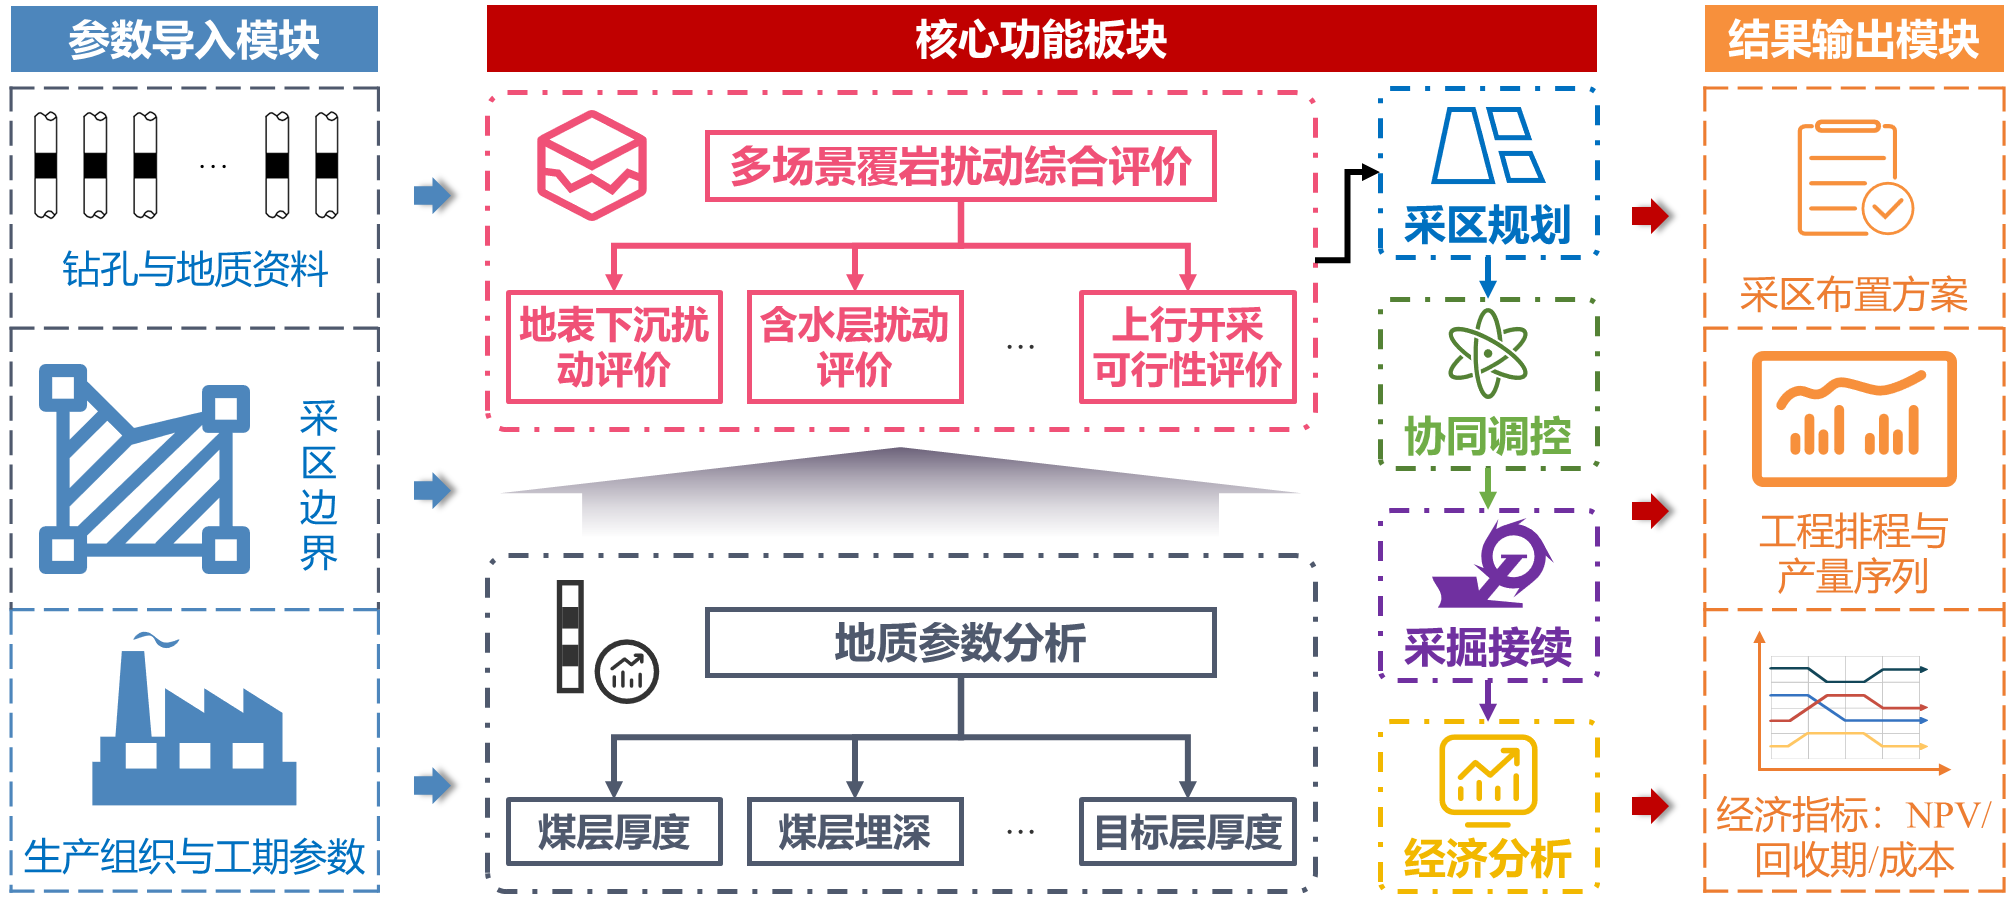 参数导入模块
钻孔与地质资料
采
区
边
界
生产组织与工期参数
核心功能板块
多场景覆岩扰动综合评价
地表下沉扰
动评价
含水层扰动
评价
…
上行开采
可行性评价
地质参数分析
煤层厚度
煤层埋深
…
目标层厚度
采区规划
协同调控
采掘接续
经济分析
结果输出模块
采区布置方案
工程排程与
产量序列
经济指标：NPV/
回收期/成本